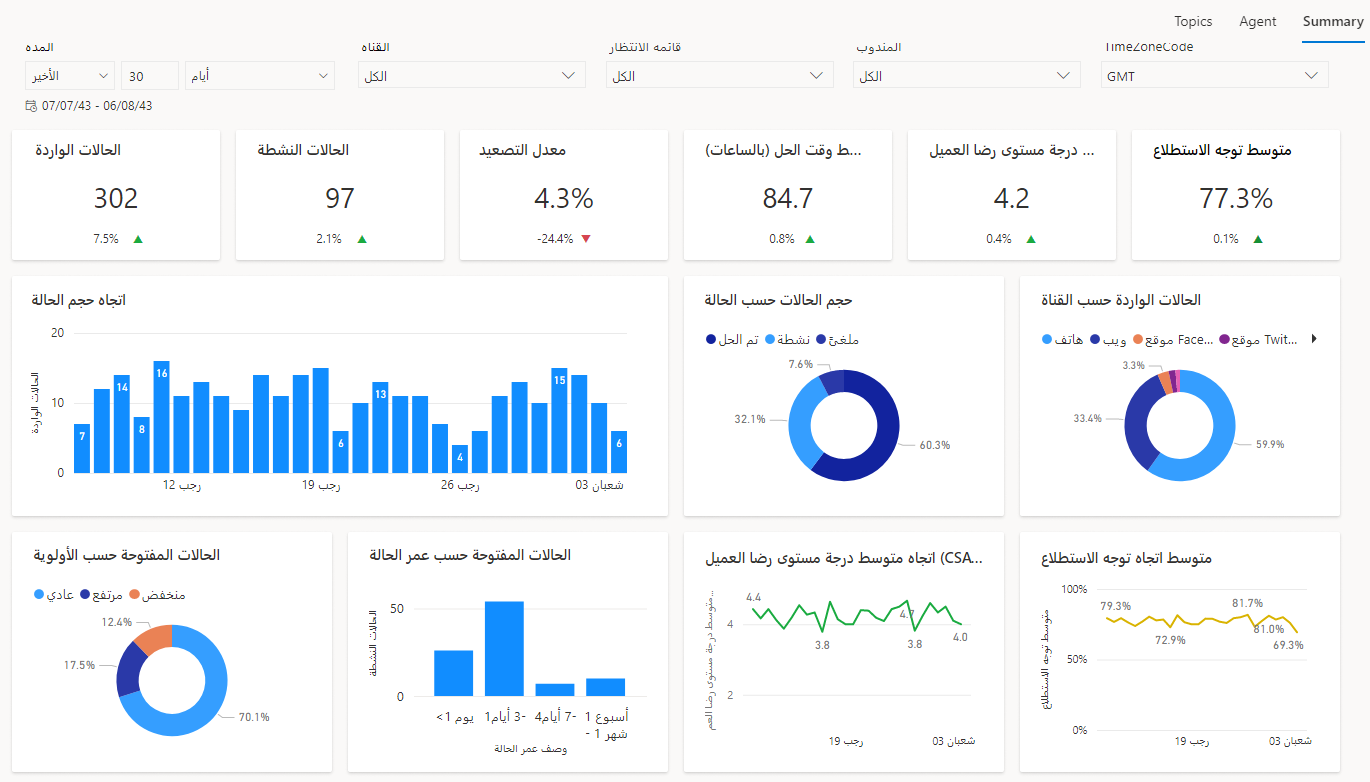 Topics Agent Summary
المدة القناة قائمة الانتظار المندوب TimeZoneCode
الأخير 30 أيام الكل الكل الكل GMT
07/07/43 - 06/08/43
الحالات الواردة
302
7.5%
الحالات النشطة
97
2.1%
معدل التصعيد
4.3%
-24.4%
...ط وقت الحل (بالساعات)
84.7
0.8%
... درجة مستوى رضا العميل
4.2
0.4%
متوسط توجه الاستطلاع
77.3%
0.1%
اتجاه حجم الحالة
الحالات الواردة
20
10
0
7 14 8 16 6 13 4 15 6
12 رجب 19 رجب 26 رجب 03 شعبان
حجم الحالات حسب الحالة
تم الحل نشطة ملغىً
7.6%
32.1%
60.3%
الحالات الواردة حسب القناة
هاتف ويب موقع Face... موقع Twit...
3.3%
33.4%
59.9%
الحالات المفتوحة حسب الأولوية
عادي مرتفع منخفض
12.4%
17.5%
70.1%
الحالات المفتوحة حسب عمر الحالة
الحالات النشطة
50
0
< 1 يوم 1أيام 3- 4أيام 7- 1 أسبوع
- 1 شهر
وصف عمر الحالة
اتجاه متوسط درجة مستوى رضا العميل (CSA...
متوسط درجة مستوى رضا العم...
4
2
4.4 3.8 4.7 3.8 4.0
19 رجب 03 شعبان
متوسط اتجاه توجه الاستطلاع
متوسط توجه الاستطلاع
100%
50%
0%
79.3% 72.9% 81.7% 81.0% 69.3%
19 رجب 03 شعبان